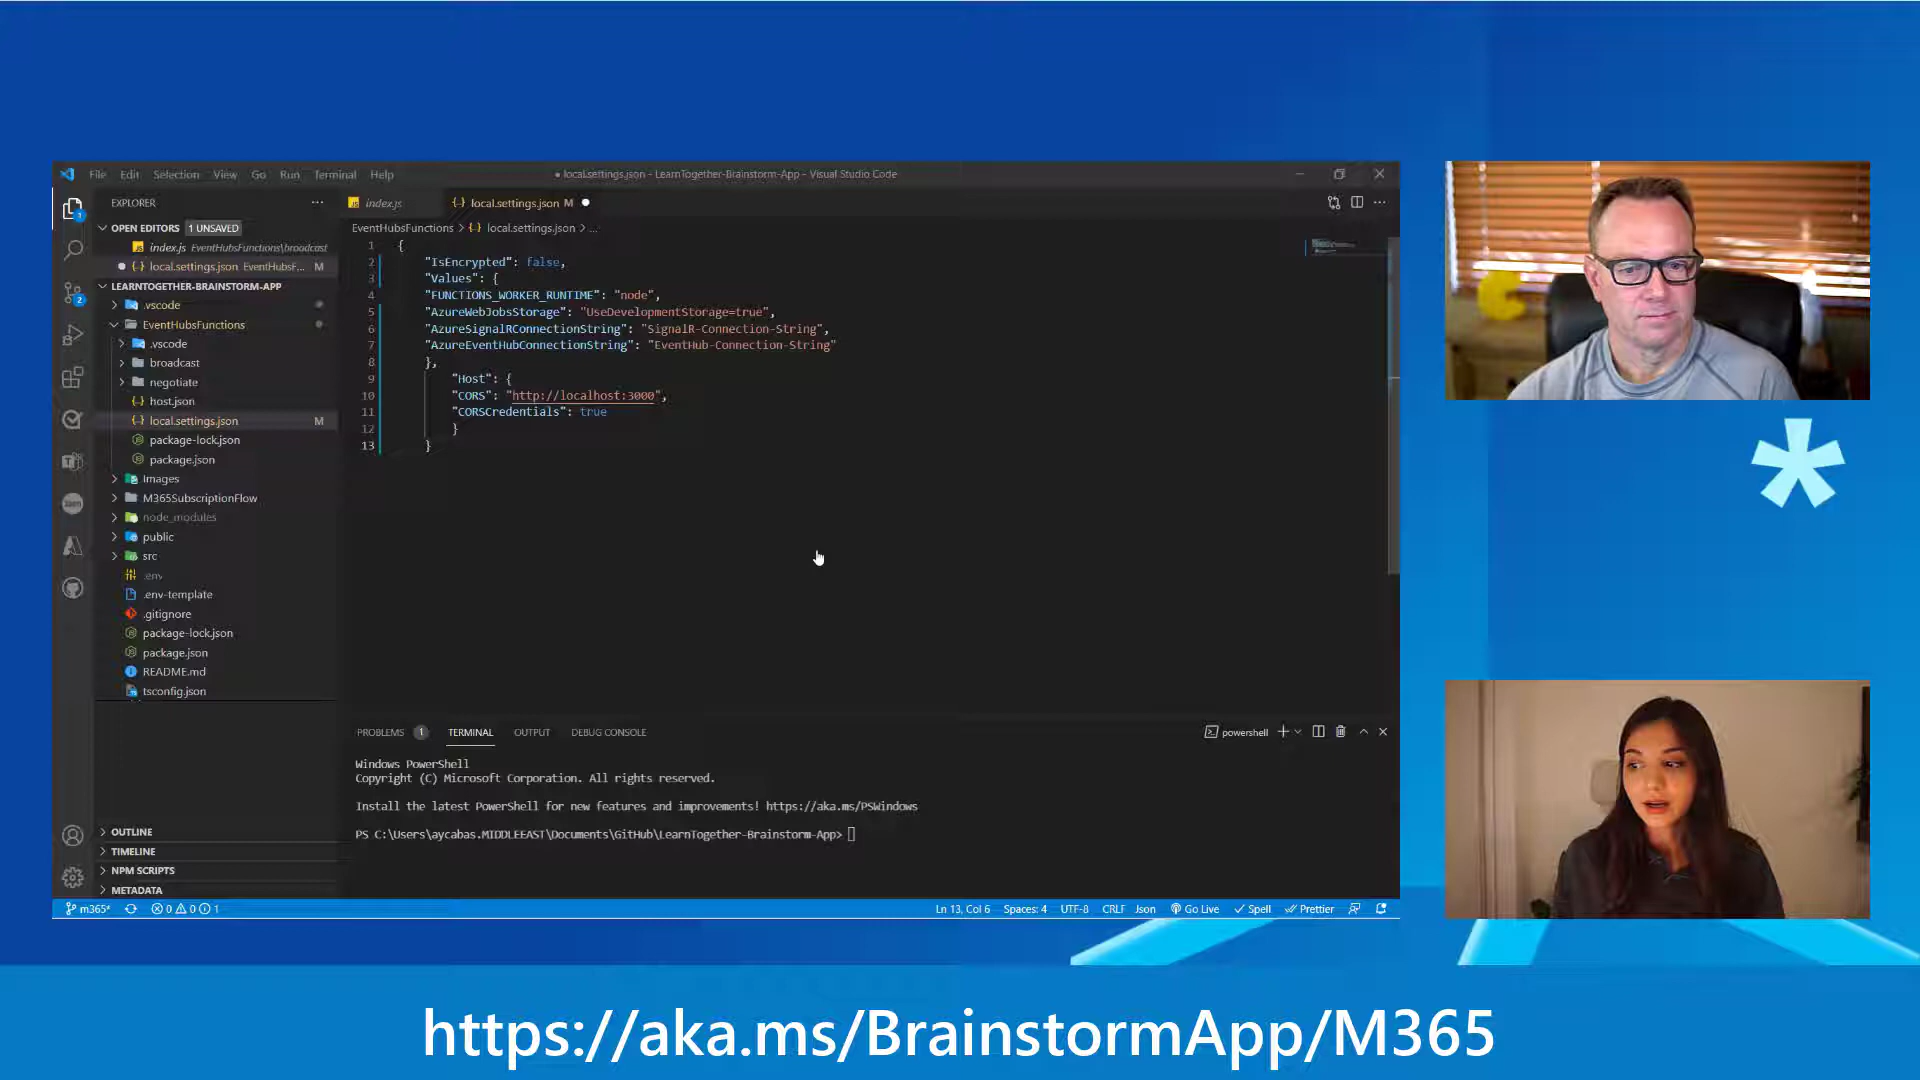 File Edit Selection View Go Run Terminal Help
● local.settings.json - LearnTogether-Brainstorm-App - Visual Studio Code
EXPLORER
OPEN EDITORS 1 UNSAVED
JS index.js EventHubsFunctions\broadcast
● {} local.settings.json EventHubsF... M
LEARNTOGETHER-BRAINSTORM-APP
.vscode
EventHubsFunctions
.vscode
broadcast
negotiate
{} host.json
{} local.settings.json M
package-lock.json
package.json
Images
M365SubscriptionFlow
node_modules
public
src
.env
.env-template
.gitignore
package-lock.json
package.json
README.md
tsconfig.json
OUTLINE
TIMELINE
NPM SCRIPTS
METADATA
JS index.js
{} local.settings.json M ●
EventHubsFunctions > {} local.settings.json > ...
1 {
2 "IsEncrypted": false,
3 "Values": {
4 "FUNCTIONS_WORKER_RUNTIME": "node",
5 "AzureWebJobsStorage": "UseDevelopmentStorage=true",
6 "AzureSignalRConnectionString": "SignalR-Connection-String",
7 "AzureEventHubConnectionString": "EventHub-Connection-String"
8 },
9 "Host": {
10 "CORS": "http://localhost:3000",
11 "CORSCredentials": true
12 }
13 }
PROBLEMS 1 TERMINAL OUTPUT DEBUG CONSOLE
powershell
Windows PowerShell
Copyright (C) Microsoft Corporation. All rights reserved.
Install the latest PowerShell for new features and improvements! https://aka.ms/PSWindows
PS C:\Users\aycabas.MIDDLEEAST\Documents\GitHub\LearnTogether-Brainstorm-App>
m365* 0 0 1
Ln 13, Col 6 Spaces: 4 UTF-8 CRLF Json Go Live Spell Prettier
https://aka.ms/BrainstormApp/M365